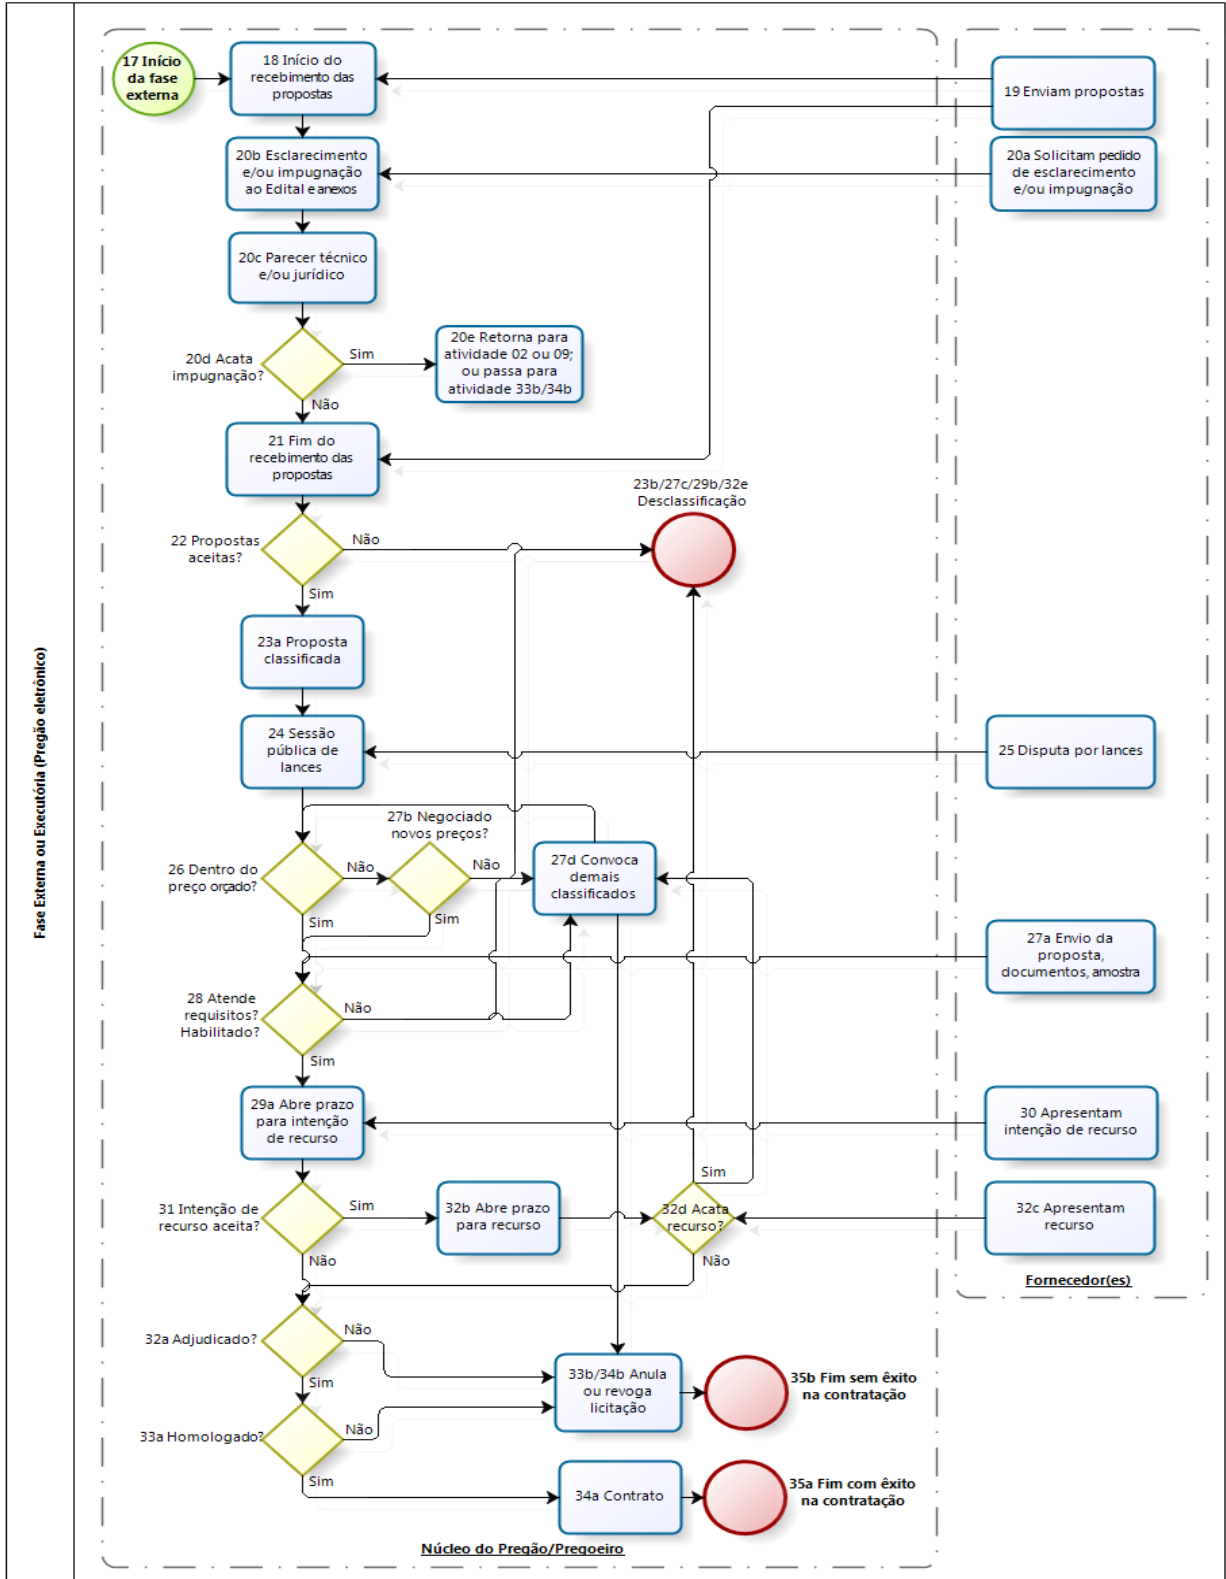 Fase Externa ou Executória (Pregão eletrônico)
17 Início
da fase
externa
18 Início do
recebimento das
propostas
19 Enviam propostas
20b Esclarecimento
e/ou impugnação
ao Edital e anexos
20a Solicitam pedido
de esclarecimento
e/ou impugnação
20c Parecer técnico
e/ou jurídico
20d Acata
impugnação?
Sim
20e Retorna para
atividade 02 ou 09;
ou passa para
atividade 33b/34b
Não
21 Fim do
recebimento das
propostas
23b/27c/29b/32e
Desclassificação
22 Propostas
aceitas?
Não
Sim
23a Proposta
classificada
24 Sessão
pública de
lances
25 Disputa por lances
27b Negociado
novos preços?
26 Dentro do
preço orçado?
Não
Não
27d Convoca
demais
classificados
Sim
Sim
27a Envio da
proposta,
documentos, amostra
28 Atende
requisitos?
Habilitado?
Não
Sim
29a Abre prazo
para intenção
de recurso
30 Apresentam
intenção de recurso
31 Intenção de
recurso aceita?
Sim
32b Abre prazo
para recurso
Sim
32d Acata
recurso?
32c Apresentam
recurso
Não
Não
Fornecedor(es)
32a Adjudicado?
Não
Sim
33b/34b Anula
ou revoga
licitação
35b Fim sem êxito
na contratação
33a Homologado?
Não
Sim
34a Contrato
35a Fim com êxito
na contratação
Núcleo do Pregão/Pregoeiro